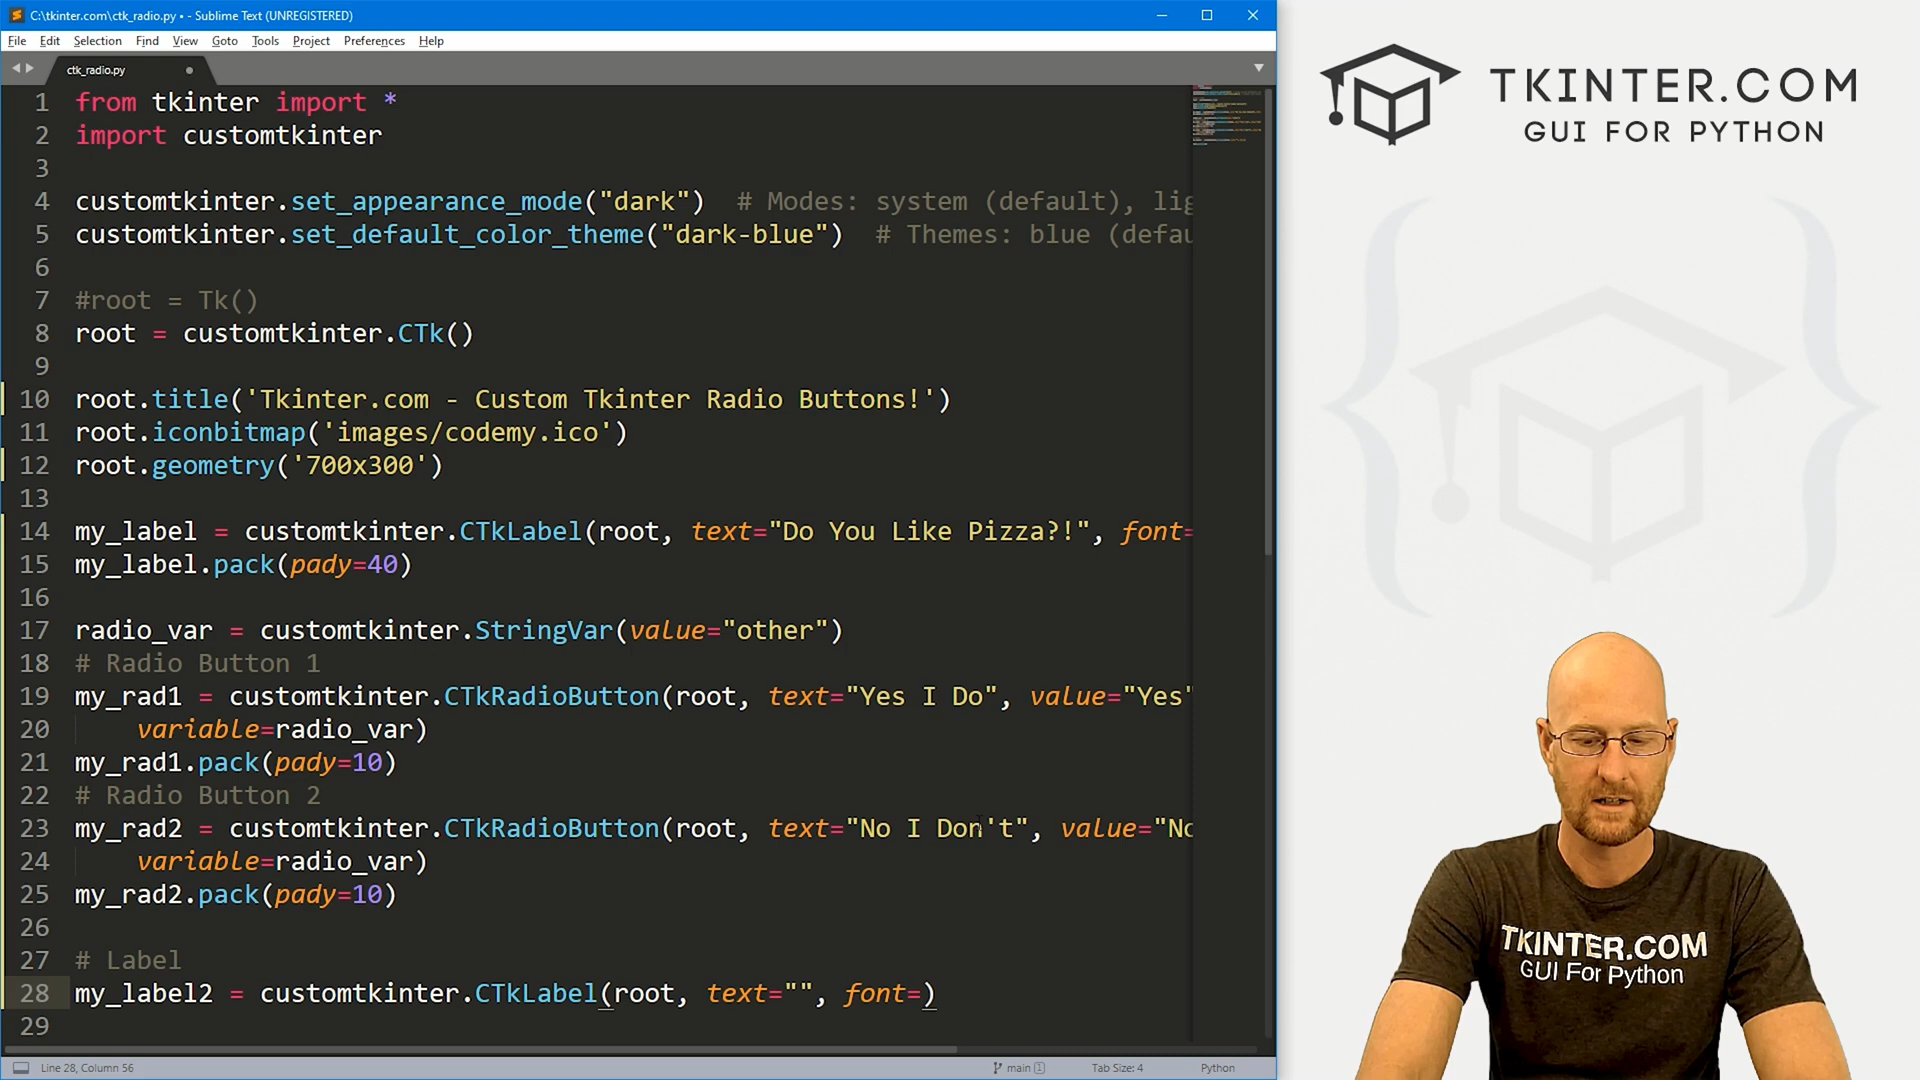 C:\tkinter.com\ctk_radio.py • - Sublime Text (UNREGISTERED)
File Edit Selection Find View Goto Tools Project Preferences Help
ctk_radio.py
1 from tkinter import *
2 import customtkinter
3
4 customtkinter.set_appearance_mode("dark")  # Modes: system (default), lig
5 customtkinter.set_default_color_theme("dark-blue")  # Themes: blue (defau
6
7 #root = Tk()
8 root = customtkinter.CTk()
9
10 root.title('Tkinter.com - Custom Tkinter Radio Buttons!')
11 root.iconbitmap('images/codemy.ico')
12 root.geometry('700x300')
13
14 my_label = customtkinter.CTkLabel(root, text="Do You Like Pizza?!", font=
15 my_label.pack(pady=40)
16
17 radio_var = customtkinter.StringVar(value="other")
18 # Radio Button 1
19 my_rad1 = customtkinter.CTkRadioButton(root, text="Yes I Do", value="Yes"
20     variable=radio_var)
21 my_rad1.pack(pady=10)
22 # Radio Button 2
23 my_rad2 = customtkinter.CTkRadioButton(root, text="No I Don't", value="No
24     variable=radio_var)
25 my_rad2.pack(pady=10)
26
27 # Label
28 my_label2 = customtkinter.CTkLabel(root, text="", font=)
29
Line 28, Column 56
main 1
Tab Size: 4
Python
TKINTER.COM
GUI FOR PYTHON
TKINTER.COM
GUI For Python